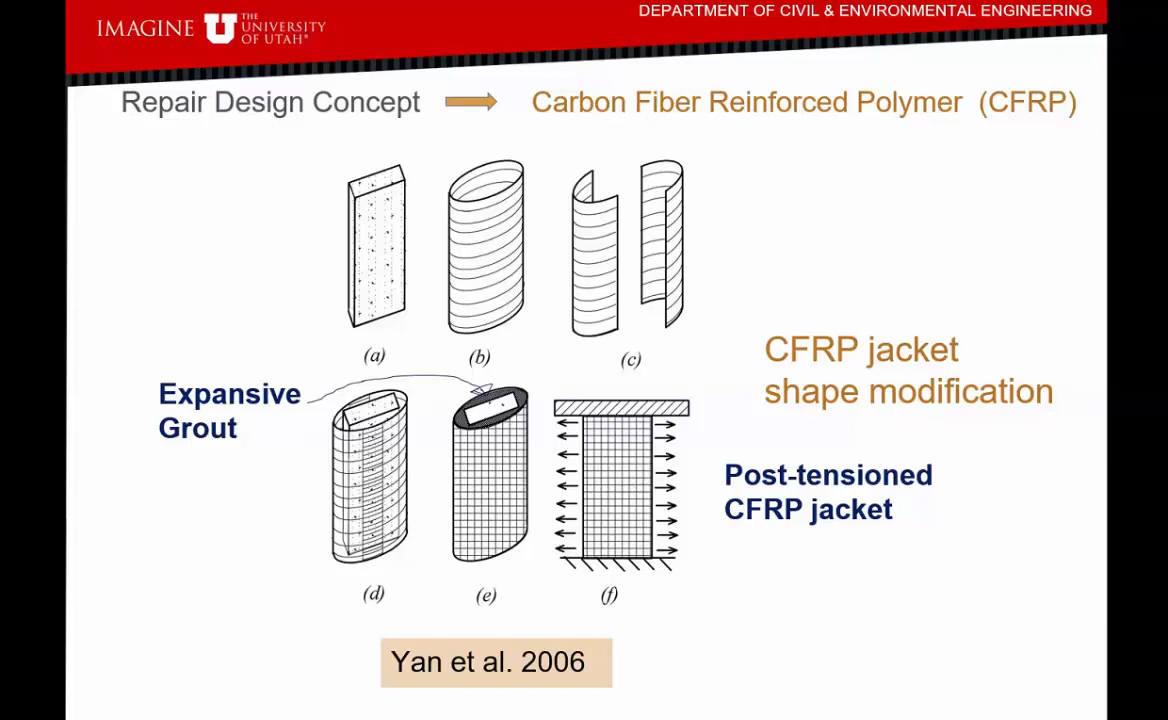 DEPARTMENT OF CIVIL & ENVIRONMENTAL ENGINEERING
IMAGINE U THE UNIVERSITY OF UTAH®
Repair Design Concept
Carbon Fiber Reinforced Polymer (CFRP)
(a)
(b)
(c)
CFRP jacket
shape modification
Expansive
Grout
Post-tensioned
CFRP jacket
(d)
(e)
(f)
Yan et al. 2006